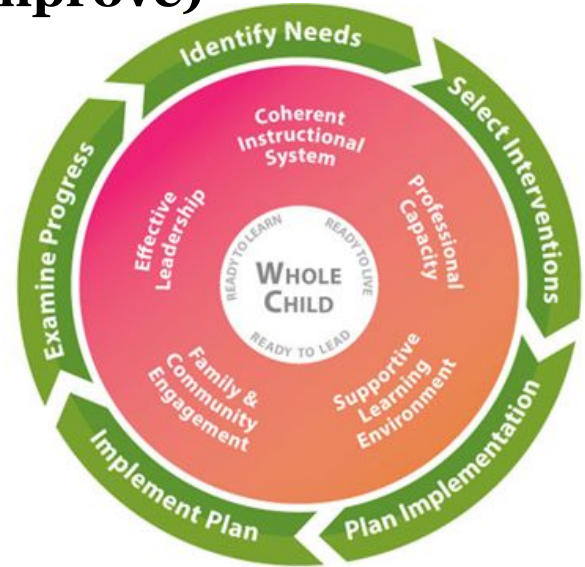 nprove)
Identify Needs
Select Interventions
Plan Implementation
Implement Plan
Examine Progress
Coherent
Instructional
System
Professional
Capacity
Supportive
Learning
Environment
Family &
Community
Engagement
Effective
Leadership
READY TO LEARN
READY TO LIVE
READY TO LEAD
WHOLE
CHILD